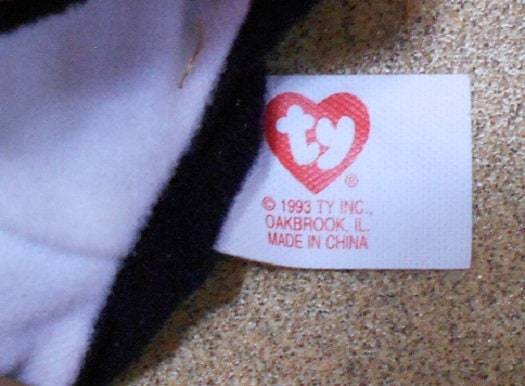 ty
®
© 1993 TY INC.,
OAKBROOK, IL.
MADE IN CHINA